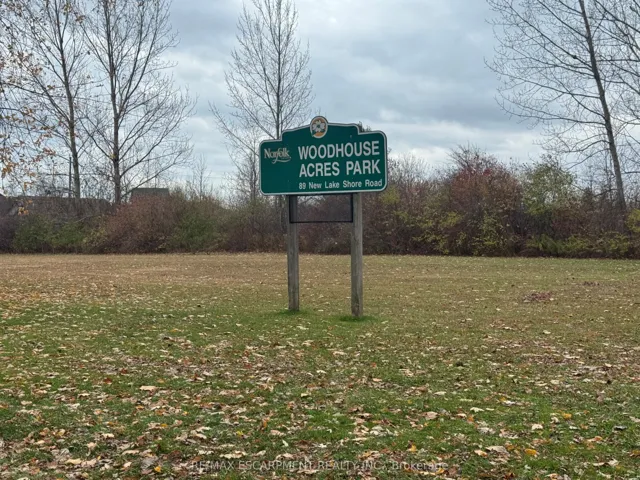 Norfolk
WOODHOUSE
ACRES PARK
89 New Lake Shore Road
RE/MAX ESCARPMENT REALTY INC., Brokerage